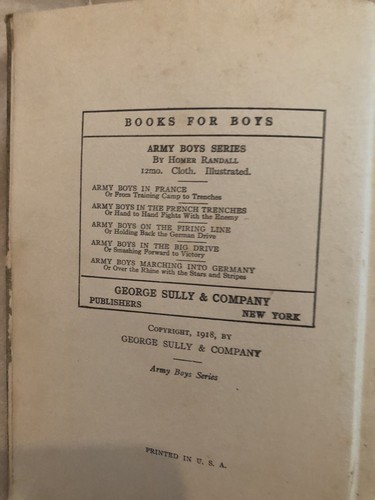 BOOKS FOR BOYS
ARMY BOYS SERIES
By Homer Randall
12mo. Cloth. Illustrated.
ARMY BOYS IN FRANCE
Or From Training Camp to Trenches
ARMY BOYS IN THE FRENCH TRENCHES
Or Hand to Hand Fights With the Enemy
ARMY BOYS ON THE FIRING LINE
Or Holding Back the German Drive
ARMY BOYS IN THE BIG DRIVE
Or Smashing Forward to Victory
ARMY BOYS MARCHING INTO GERMANY
Or Over the Rhine with the Stars and Stripes
GEORGE SULLY & COMPANY
PUBLISHERS NEW YORK
Copyright, 1918, by
GEORGE SULLY & COMPANY
Army Boys Series
PRINTED IN U. S. A.